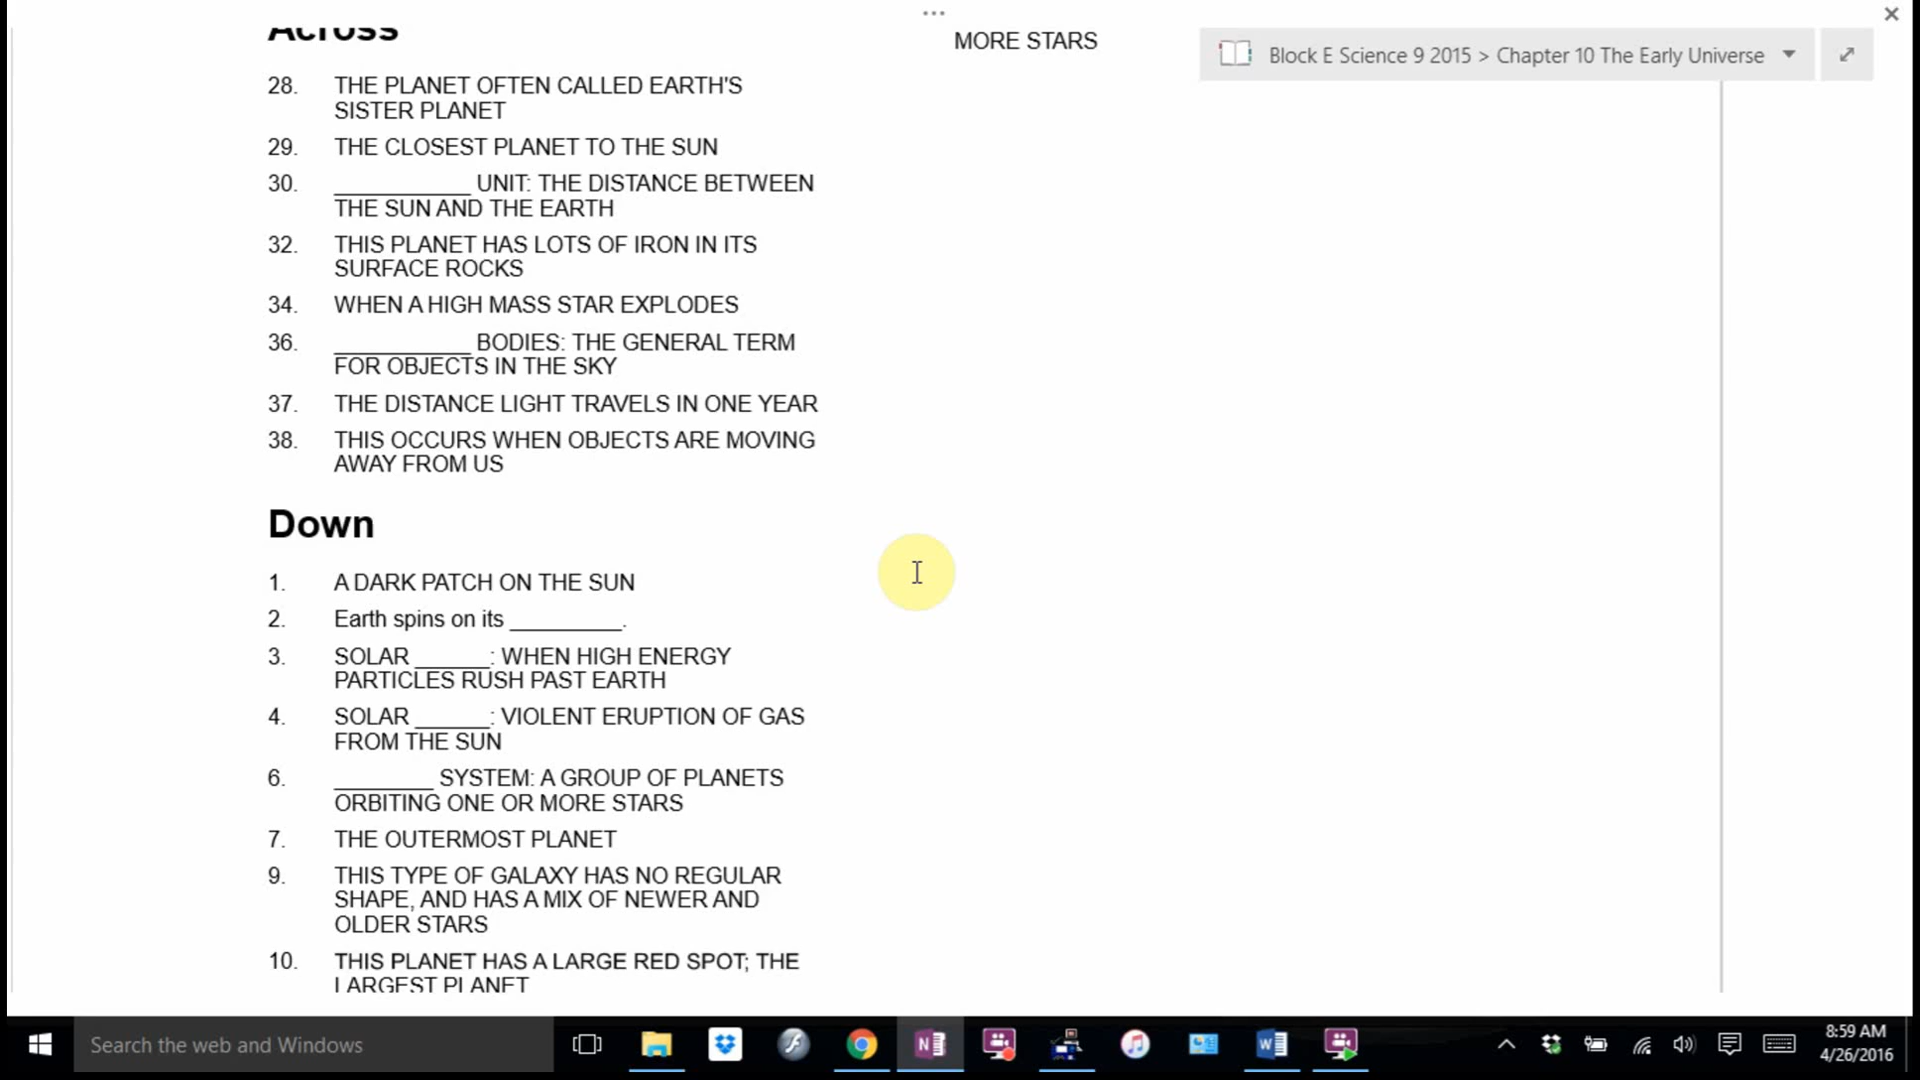 Across
MORE STARS
Block E Science 9 2015 > Chapter 10 The Early Universe
28. THE PLANET OFTEN CALLED EARTH'S
SISTER PLANET
29. THE CLOSEST PLANET TO THE SUN
30. ___________ UNIT: THE DISTANCE BETWEEN
THE SUN AND THE EARTH
32. THIS PLANET HAS LOTS OF IRON IN ITS
SURFACE ROCKS
34. WHEN A HIGH MASS STAR EXPLODES
36. ___________ BODIES: THE GENERAL TERM
FOR OBJECTS IN THE SKY
37. THE DISTANCE LIGHT TRAVELS IN ONE YEAR
38. THIS OCCURS WHEN OBJECTS ARE MOVING
AWAY FROM US
Down
1. A DARK PATCH ON THE SUN
2. Earth spins on its _________.
3. SOLAR ______: WHEN HIGH ENERGY
PARTICLES RUSH PAST EARTH
4. SOLAR ______: VIOLENT ERUPTION OF GAS
FROM THE SUN
6. ________ SYSTEM: A GROUP OF PLANETS
ORBITING ONE OR MORE STARS
7. THE OUTERMOST PLANET
9. THIS TYPE OF GALAXY HAS NO REGULAR
SHAPE, AND HAS A MIX OF NEWER AND
OLDER STARS
10. THIS PLANET HAS A LARGE RED SPOT; THE
LARGEST PLANET
Search the web and Windows
N
W
8:59 AM
4/26/2016